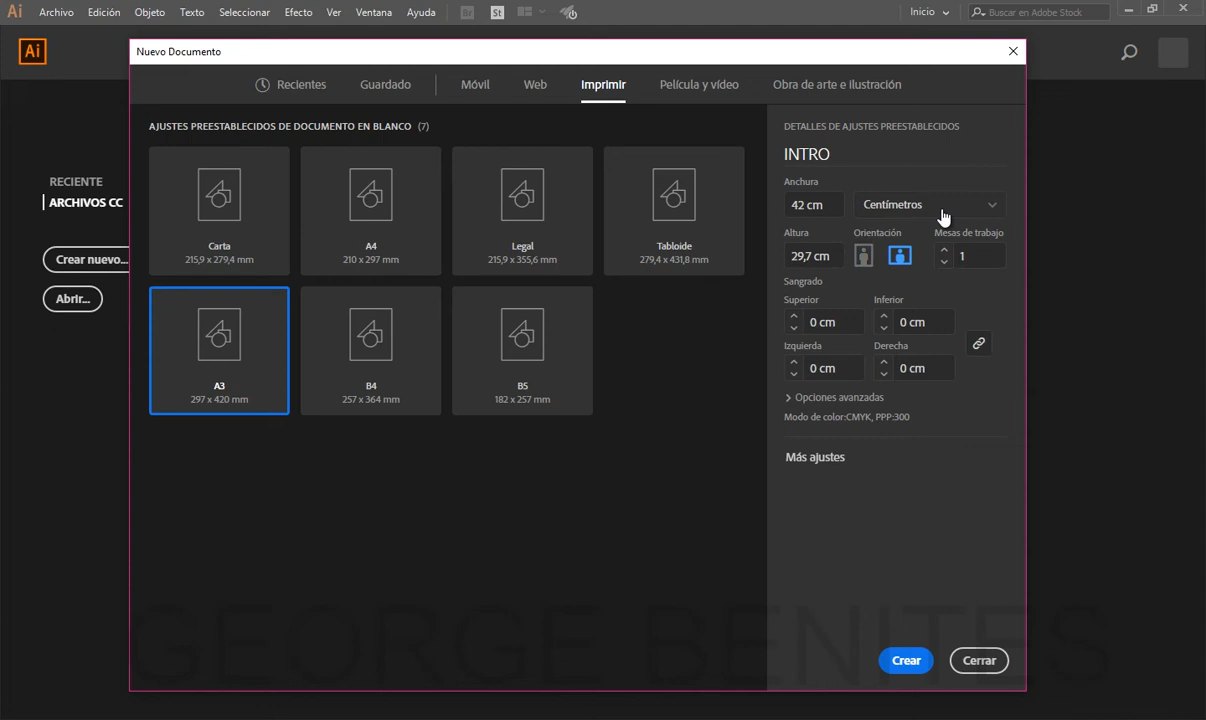 Ai Archivo Edición Objeto Texto Seleccionar Efecto Ver Ventana Ayuda Br St Inicio Buscar en Adobe Stock
Ai
Nuevo Documento
Recientes Guardado Móvil Web Imprimir Película y vídeo Obra de arte e ilustración
RECIENTE
ARCHIVOS CC
Crear nuevo...
Abrir...
AJUSTES PREESTABLECIDOS DE DOCUMENTO EN BLANCO (7)
Carta
215,9 x 279,4 mm
A4
210 x 297 mm
Legal
215,9 x 355,6 mm
Tabloide
279,4 x 431,8 mm
A3
297 x 420 mm
B4
257 x 364 mm
B5
182 x 257 mm
DETALLES DE AJUSTES PREESTABLECIDOS
INTRO
Anchura
42 cm Centímetros
Altura Orientación Mesas de trabajo
29,7 cm 1
Sangrado
Superior Inferior
0 cm 0 cm
Izquierda Derecha
0 cm 0 cm
Opciones avanzadas
Modo de color:CMYK, PPP:300
Más ajustes
Crear Cerrar
GEORGE BENITES